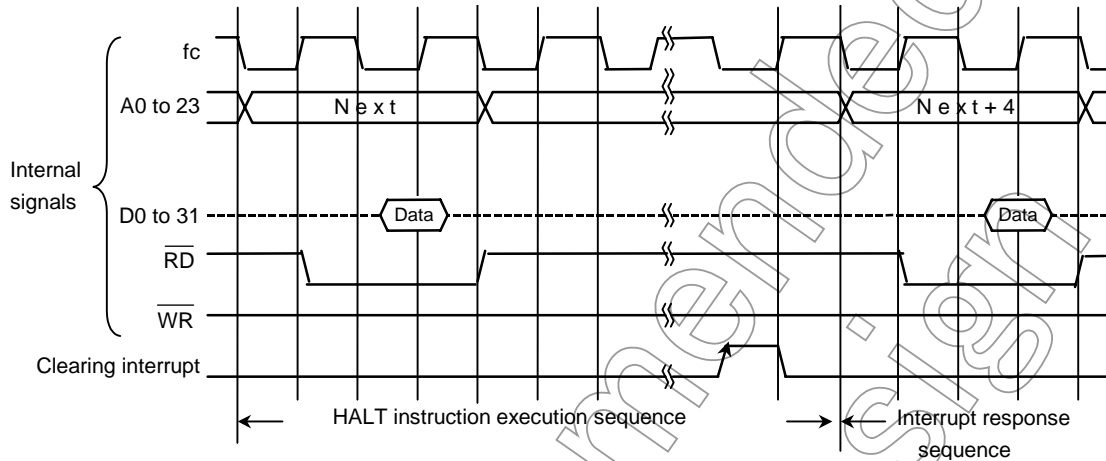 fc
A0 to 23
Next
Next + 4
Internal
signals
D0 to 31
Data
Data
RD
WR
Clearing interrupt
HALT instruction execution sequence
Interrupt response
sequence